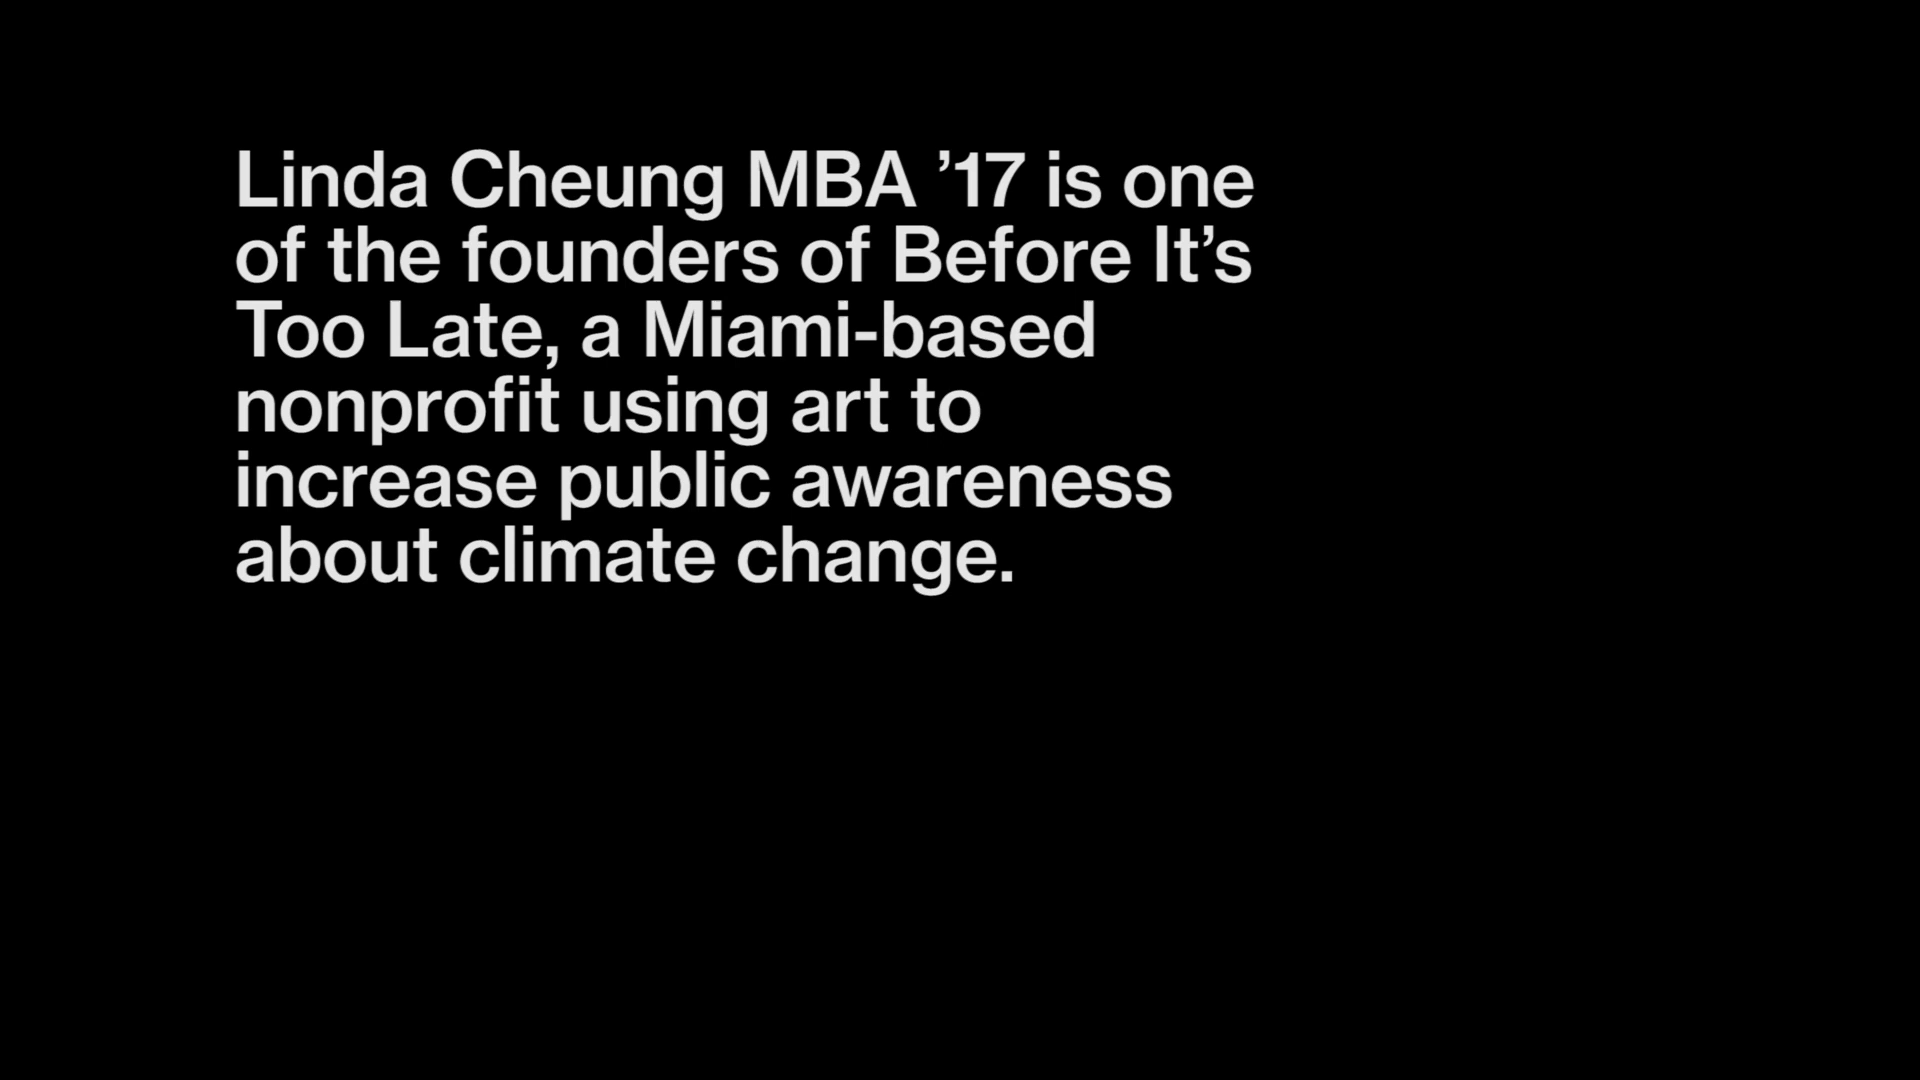 Linda Cheung MBA ’17 is one
of the founders of Before It’s
Too Late, a Miami-based
nonprofit using art to
increase public awareness
about climate change.